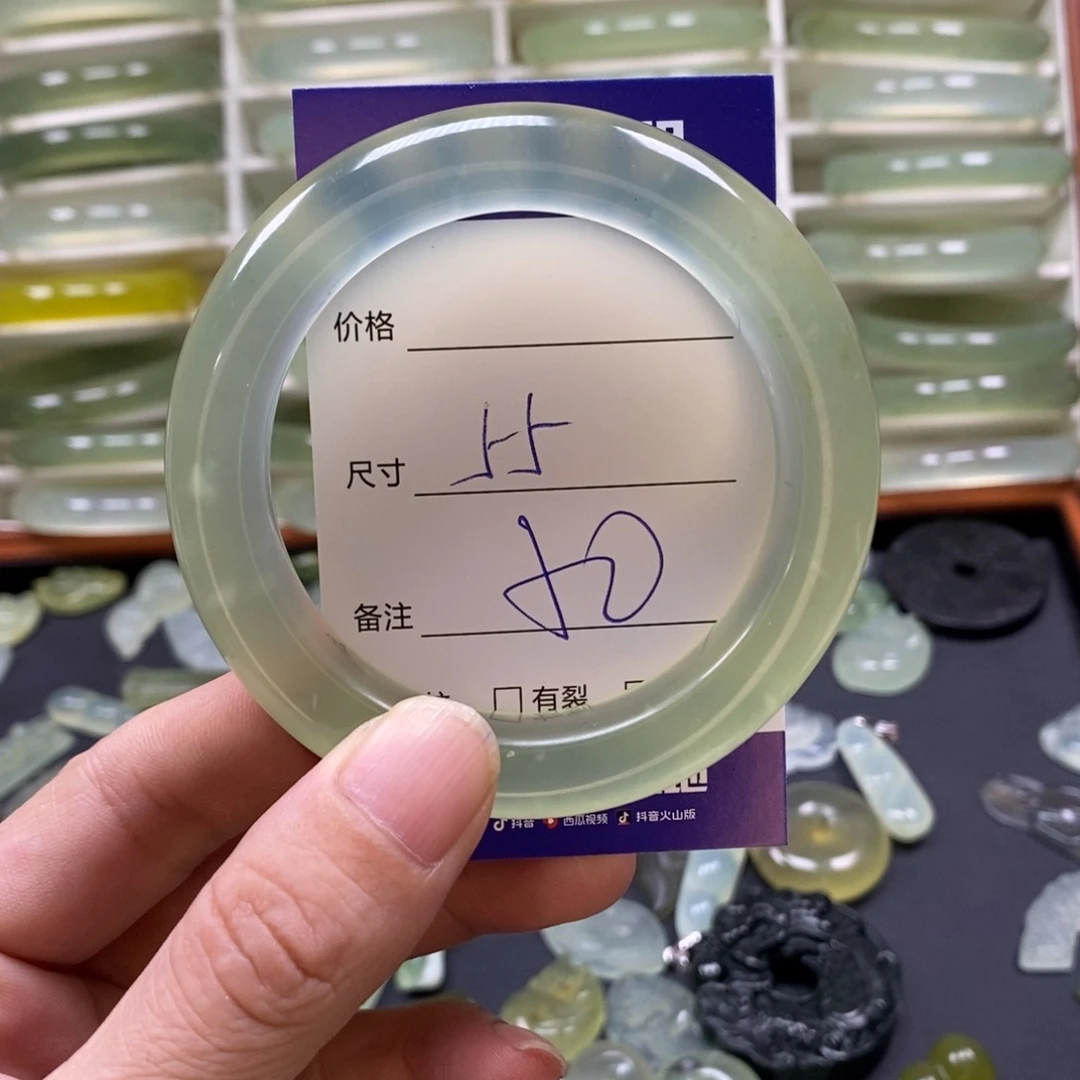 价格
尺寸 55
备注
有裂
抖音 西瓜视频 抖音火山版